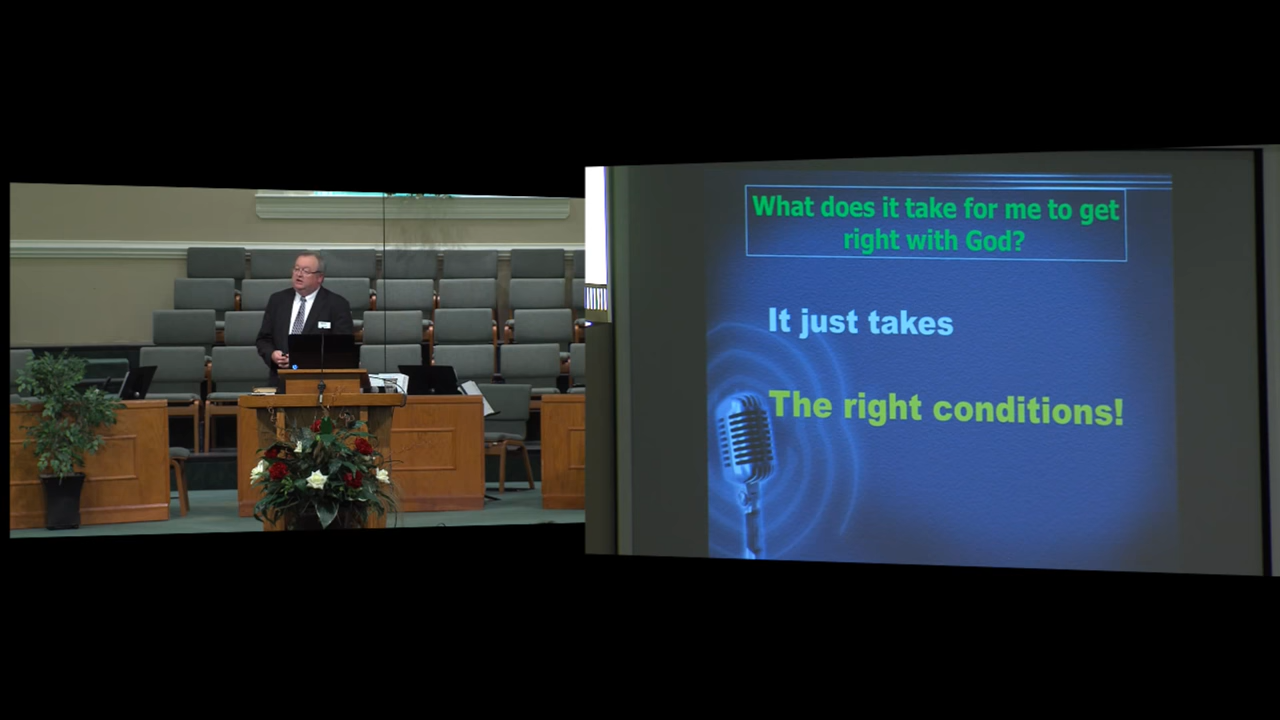 What does it take for me to get
right with God?
It just takes
The right conditions!